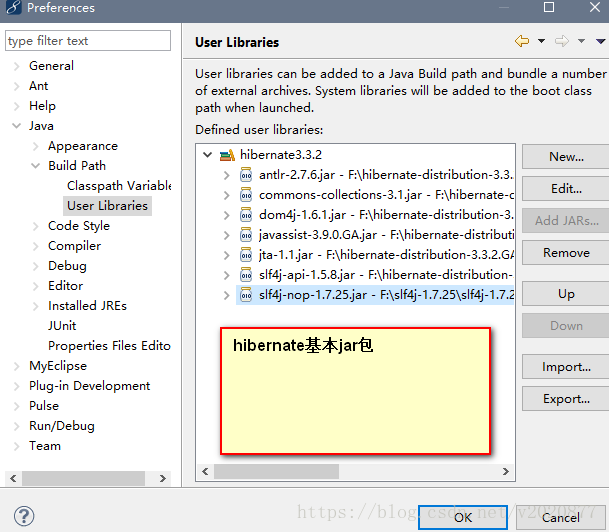 Preferences
type filter text
General
Ant
Help
Java
Appearance
Build Path
Classpath Variable
User Libraries
Code Style
Compiler
Debug
Editor
Installed JREs
JUnit
Properties Files Edito
MyEclipse
Plug-in Development
Pulse
Run/Debug
Team
User Libraries
User libraries can be added to a Java Build path and bundle a number
of external archives. System libraries will be added to the boot class
path when launched.
Defined user libraries:
hibernate3.3.2
antlr-2.7.6.jar - F:\hibernate-distribution-3.3.
commons-collections-3.1.jar - F:\hibernate-d
dom4j-1.6.1.jar - F:\hibernate-distribution-3.
javassist-3.9.0.GA.jar - F:\hibernate-distribut
jta-1.1.jar - F:\hibernate-distribution-3.3.2.GA
slf4j-api-1.5.8.jar - F:\hibernate-distribution-
slf4j-nop-1.7.25.jar - F:\slf4j-1.7.25\slf4j-1.7.2
hibernate基本jar包
New...
Edit...
Add JARs...
Remove
Up
Down
Import...
Export...
OK
Cancel